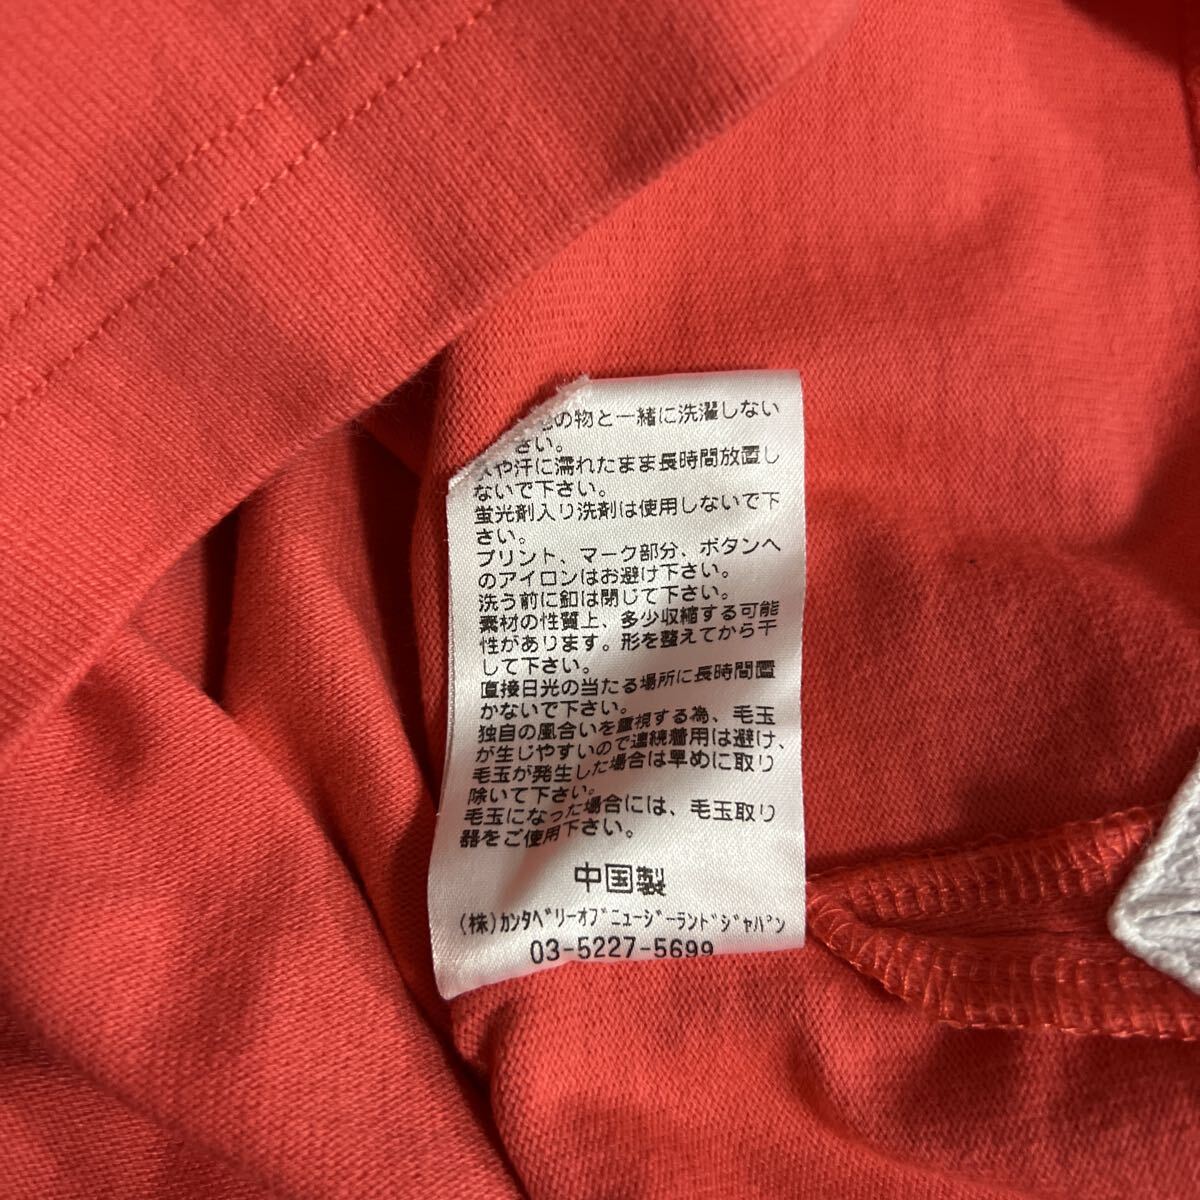 の物と一緒に洗濯しない
さい。
や汗に濡れたまま長時間放置し
ないで下さい。
蛍光剤入り洗剤は使用しないで下
さい。
プリント、マーク部分、ボタンへ
のアイロンはお避け下さい。
洗う前に釦は閉じて下さい。
素材の性質上、多少収縮する可能
性があります。形を整えてから干
して下さい。
直接日光の当たる場所に長時間置
かないで下さい。
独自の風合いを重視する為、毛玉
が生じやすいので連続着用は避け、
毛玉が発生した場合は早めに取り
除いて下さい。
毛玉になった場合には、毛玉取り
器をご使用下さい。
中国製
(株)ｶﾝﾀﾍﾞﾘｰｵﾌﾞﾆｭｰｼﾞｰﾗﾝﾄﾞｼﾞｬﾊﾟﾝ
03-5227-5699